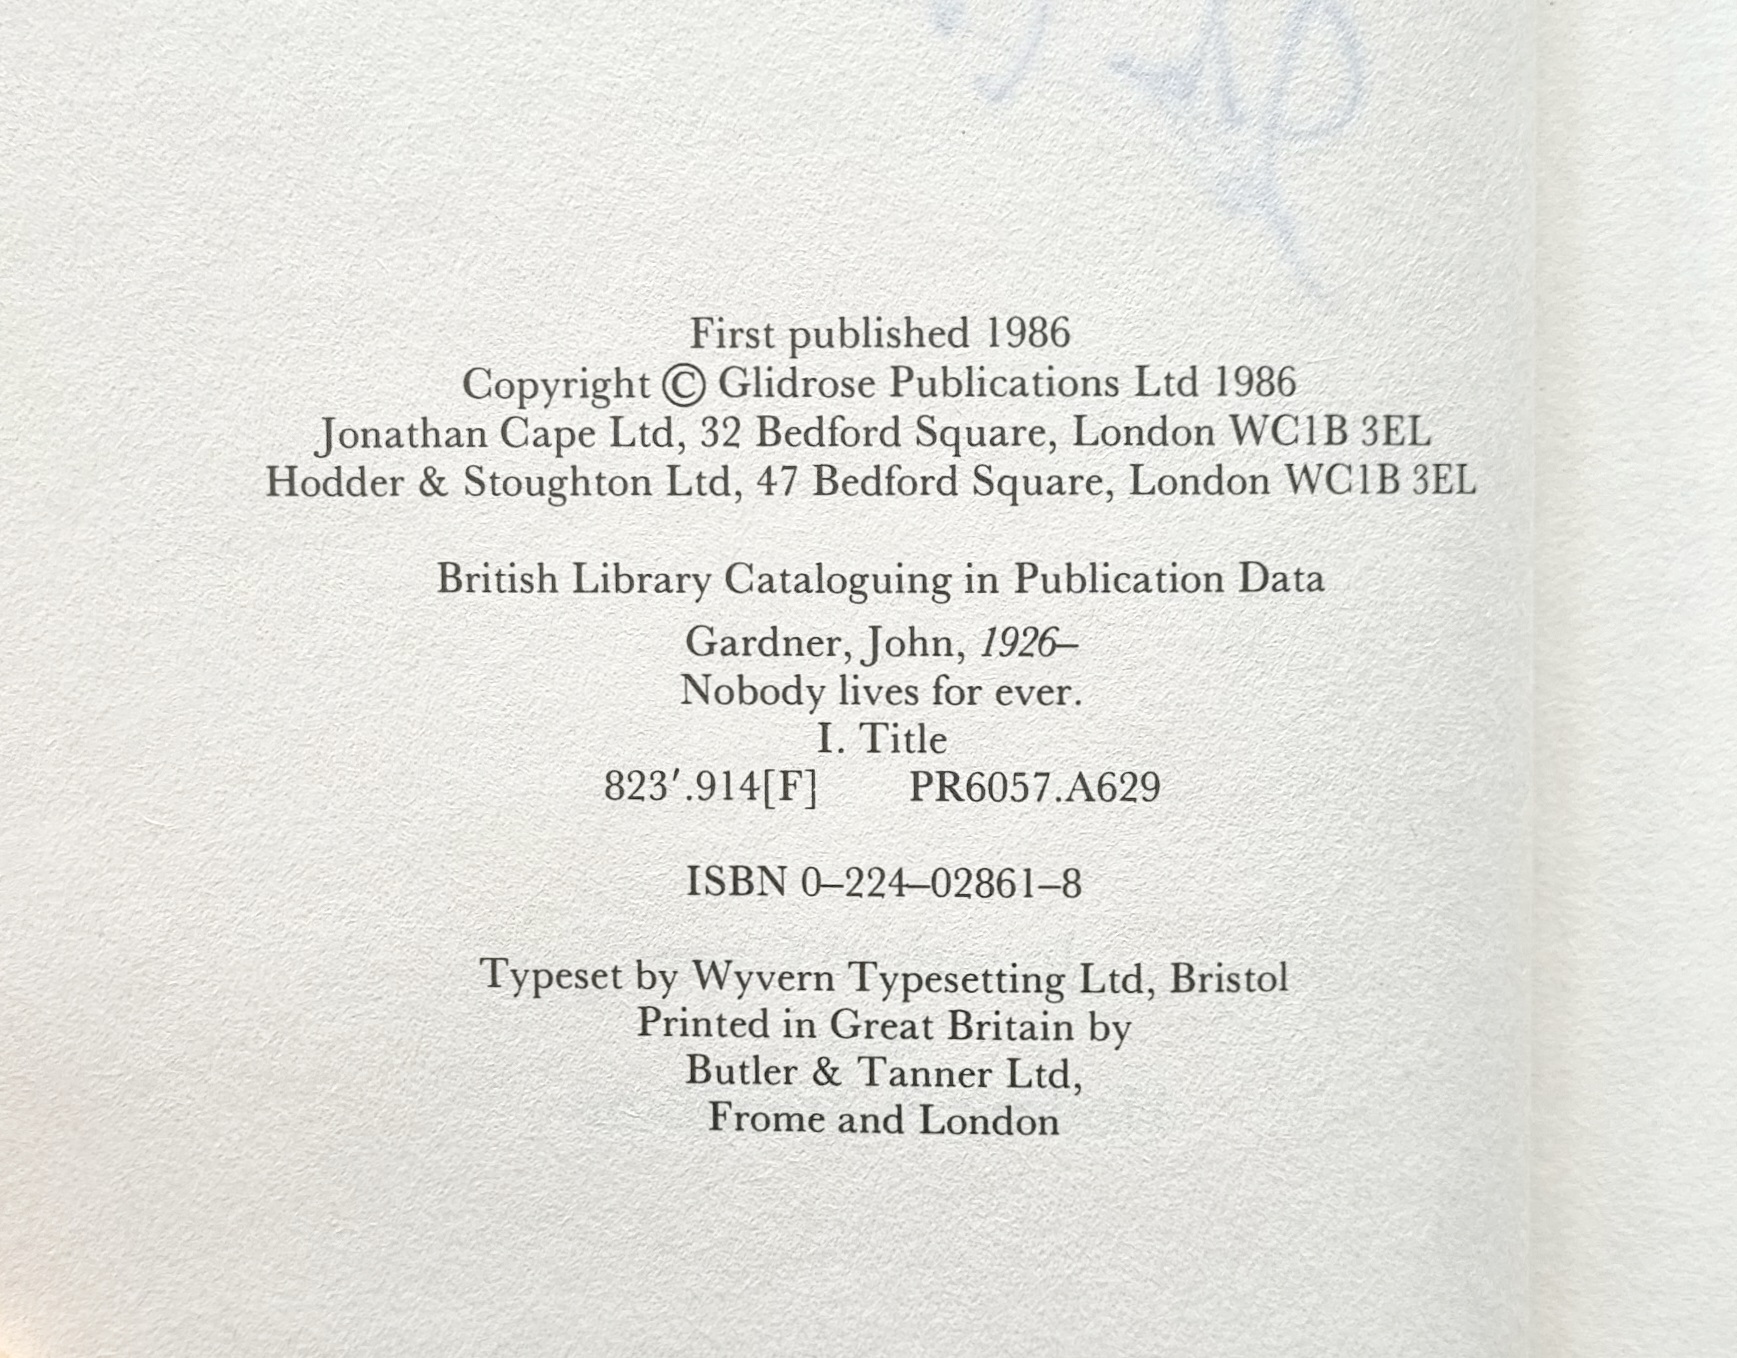 First published 1986
Copyright © Glidrose Publications Ltd 1986
Jonathan Cape Ltd, 32 Bedford Square, London WC1B 3EL
Hodder & Stoughton Ltd, 47 Bedford Square, London WC1B 3EL
British Library Cataloguing in Publication Data
Gardner, John, 1926–
Nobody lives for ever.
I. Title
823′.914[F] PR6057.A629
ISBN 0–224–02861–8
Typeset by Wyvern Typesetting Ltd, Bristol
Printed in Great Britain by
Butler & Tanner Ltd,
Frome and London